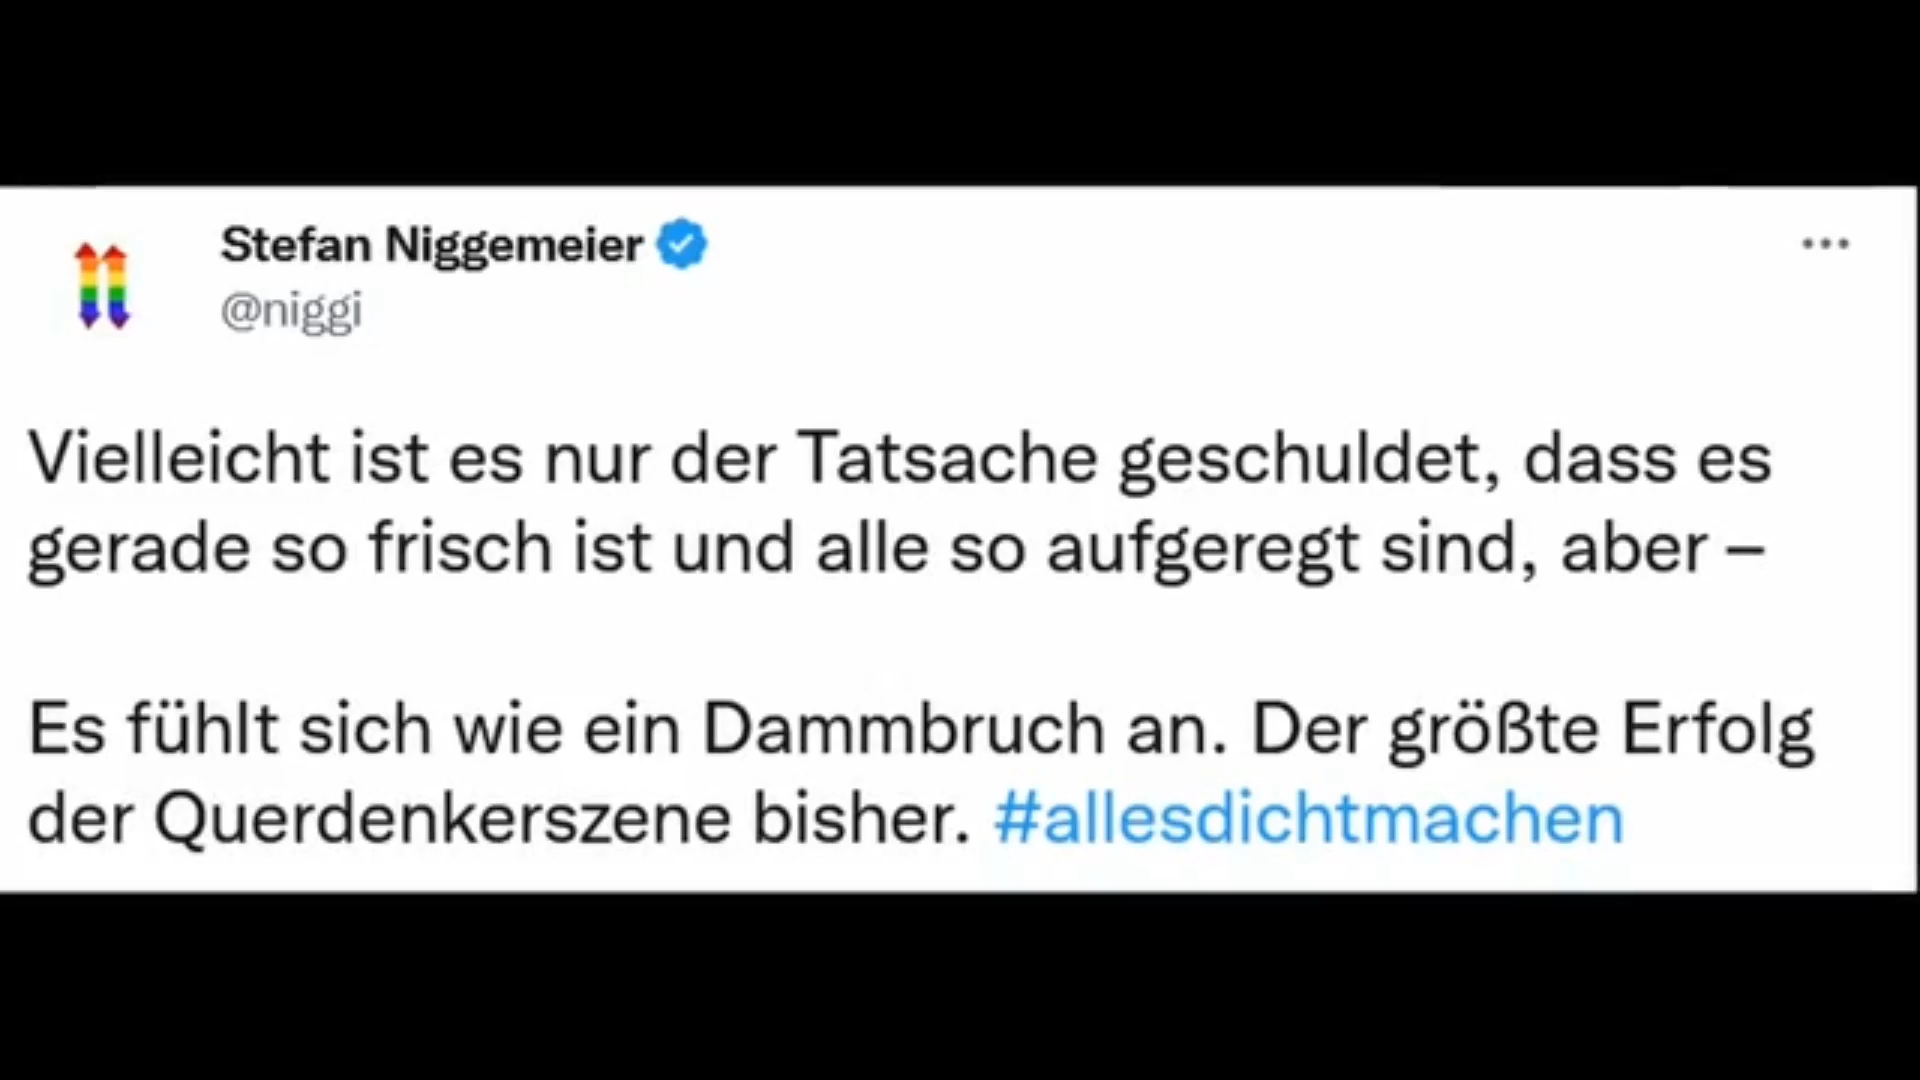 Stefan Niggemeier
@niggi
Vielleicht ist es nur der Tatsache geschuldet, dass es
gerade so frisch ist und alle so aufgeregt sind, aber –
Es fühlt sich wie ein Dammbruch an. Der größte Erfolg
der Querdenkerszene bisher. #allesdichtmachen